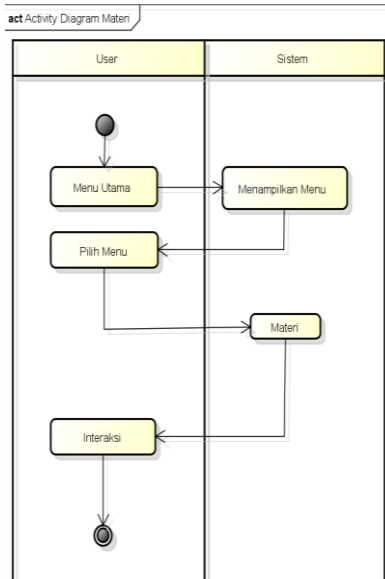 act Activity Diagram Materi
User
Sistem
Menu Utama
Menampilkan Menu
Pilih Menu
Materi
Interaksi